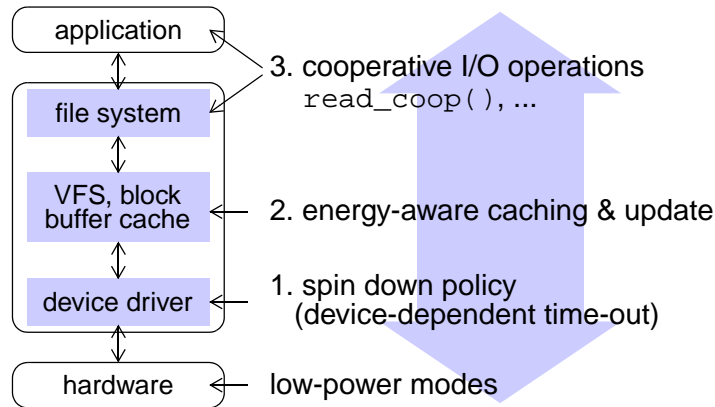 application
3. cooperative I/O operations
read_coop(), ...
file system
VFS, block
buffer cache
2. energy-aware caching & update
device driver
1. spin down policy
(device-dependent time-out)
hardware
low-power modes